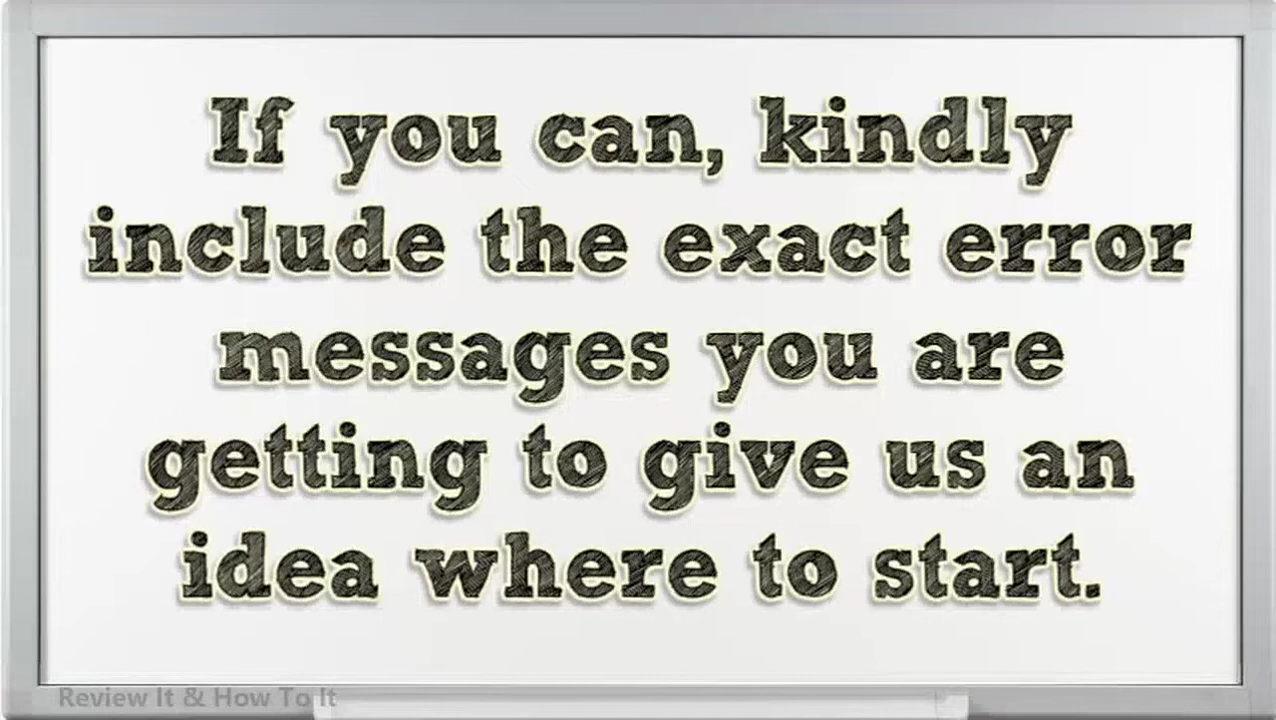 If you can, kindly
include the exact error
messages you are
getting to give us an
idea where to start.
Review It & How To It